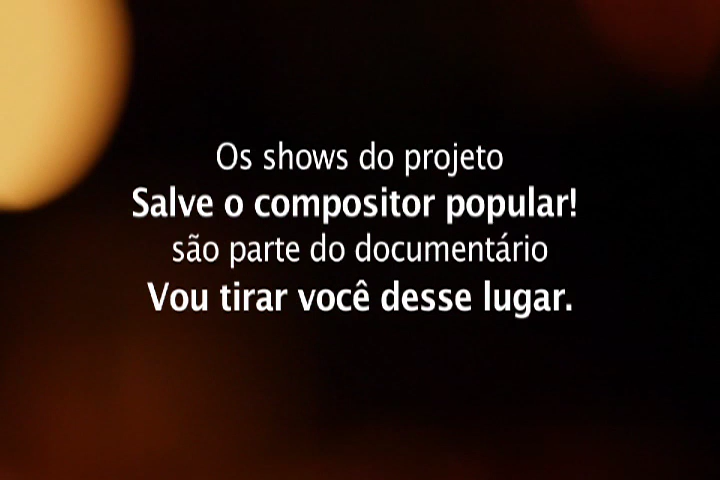 Os shows do projeto
Salve o compositor popular!
são parte do documentário
Vou tirar você desse lugar.